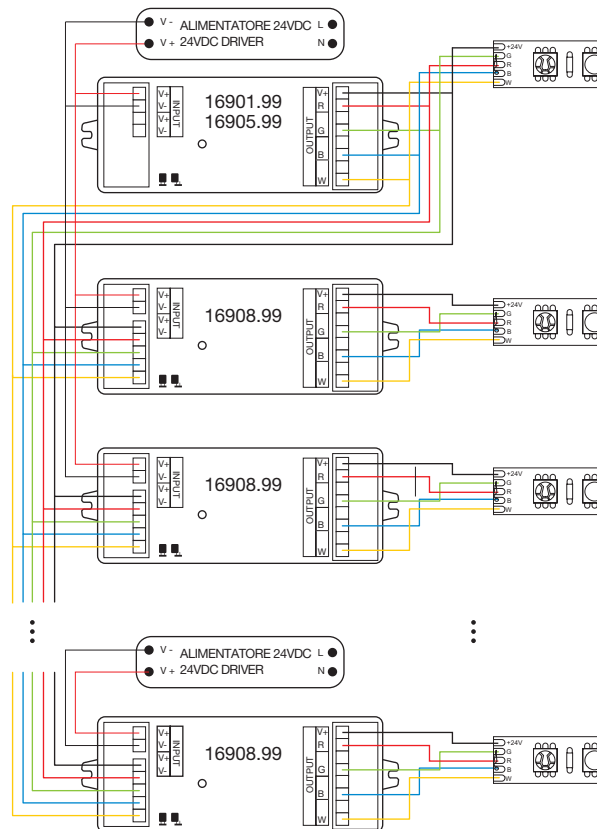 V - ALIMENTATORE 24VDC L
V + 24VDC DRIVER N
+24V
G
R
B
W
V+
V-
V+
V-
INPUT
16901.99
16905.99
OUTPUT
V+
R
G
B
W
V+
V-
V+
V-
INPUT
16908.99
OUTPUT
V+
R
G
B
W
+24V
G
R
B
W
V+
V-
V+
V-
INPUT
16908.99
OUTPUT
V+
R
G
B
W
+24V
G
R
B
W
V - ALIMENTATORE 24VDC L
V + 24VDC DRIVER N
V+
V-
V+
V-
INPUT
16908.99
OUTPUT
V+
R
G
B
W
+24V
G
R
B
W